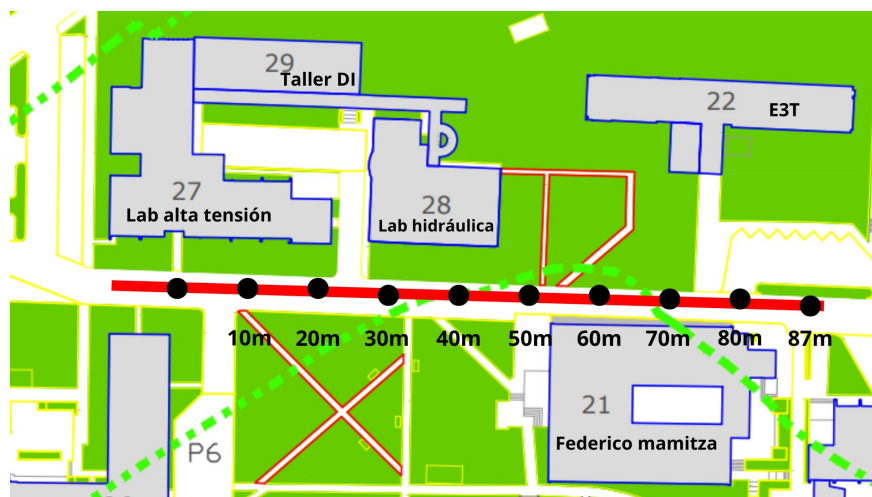 29
Taller DI
22
E3T
27
Lab alta tensión
28
Lab hidráulica
10m 20m 30m 40m 50m 60m 70m 80m 87m
21
Federico mamitza
P6